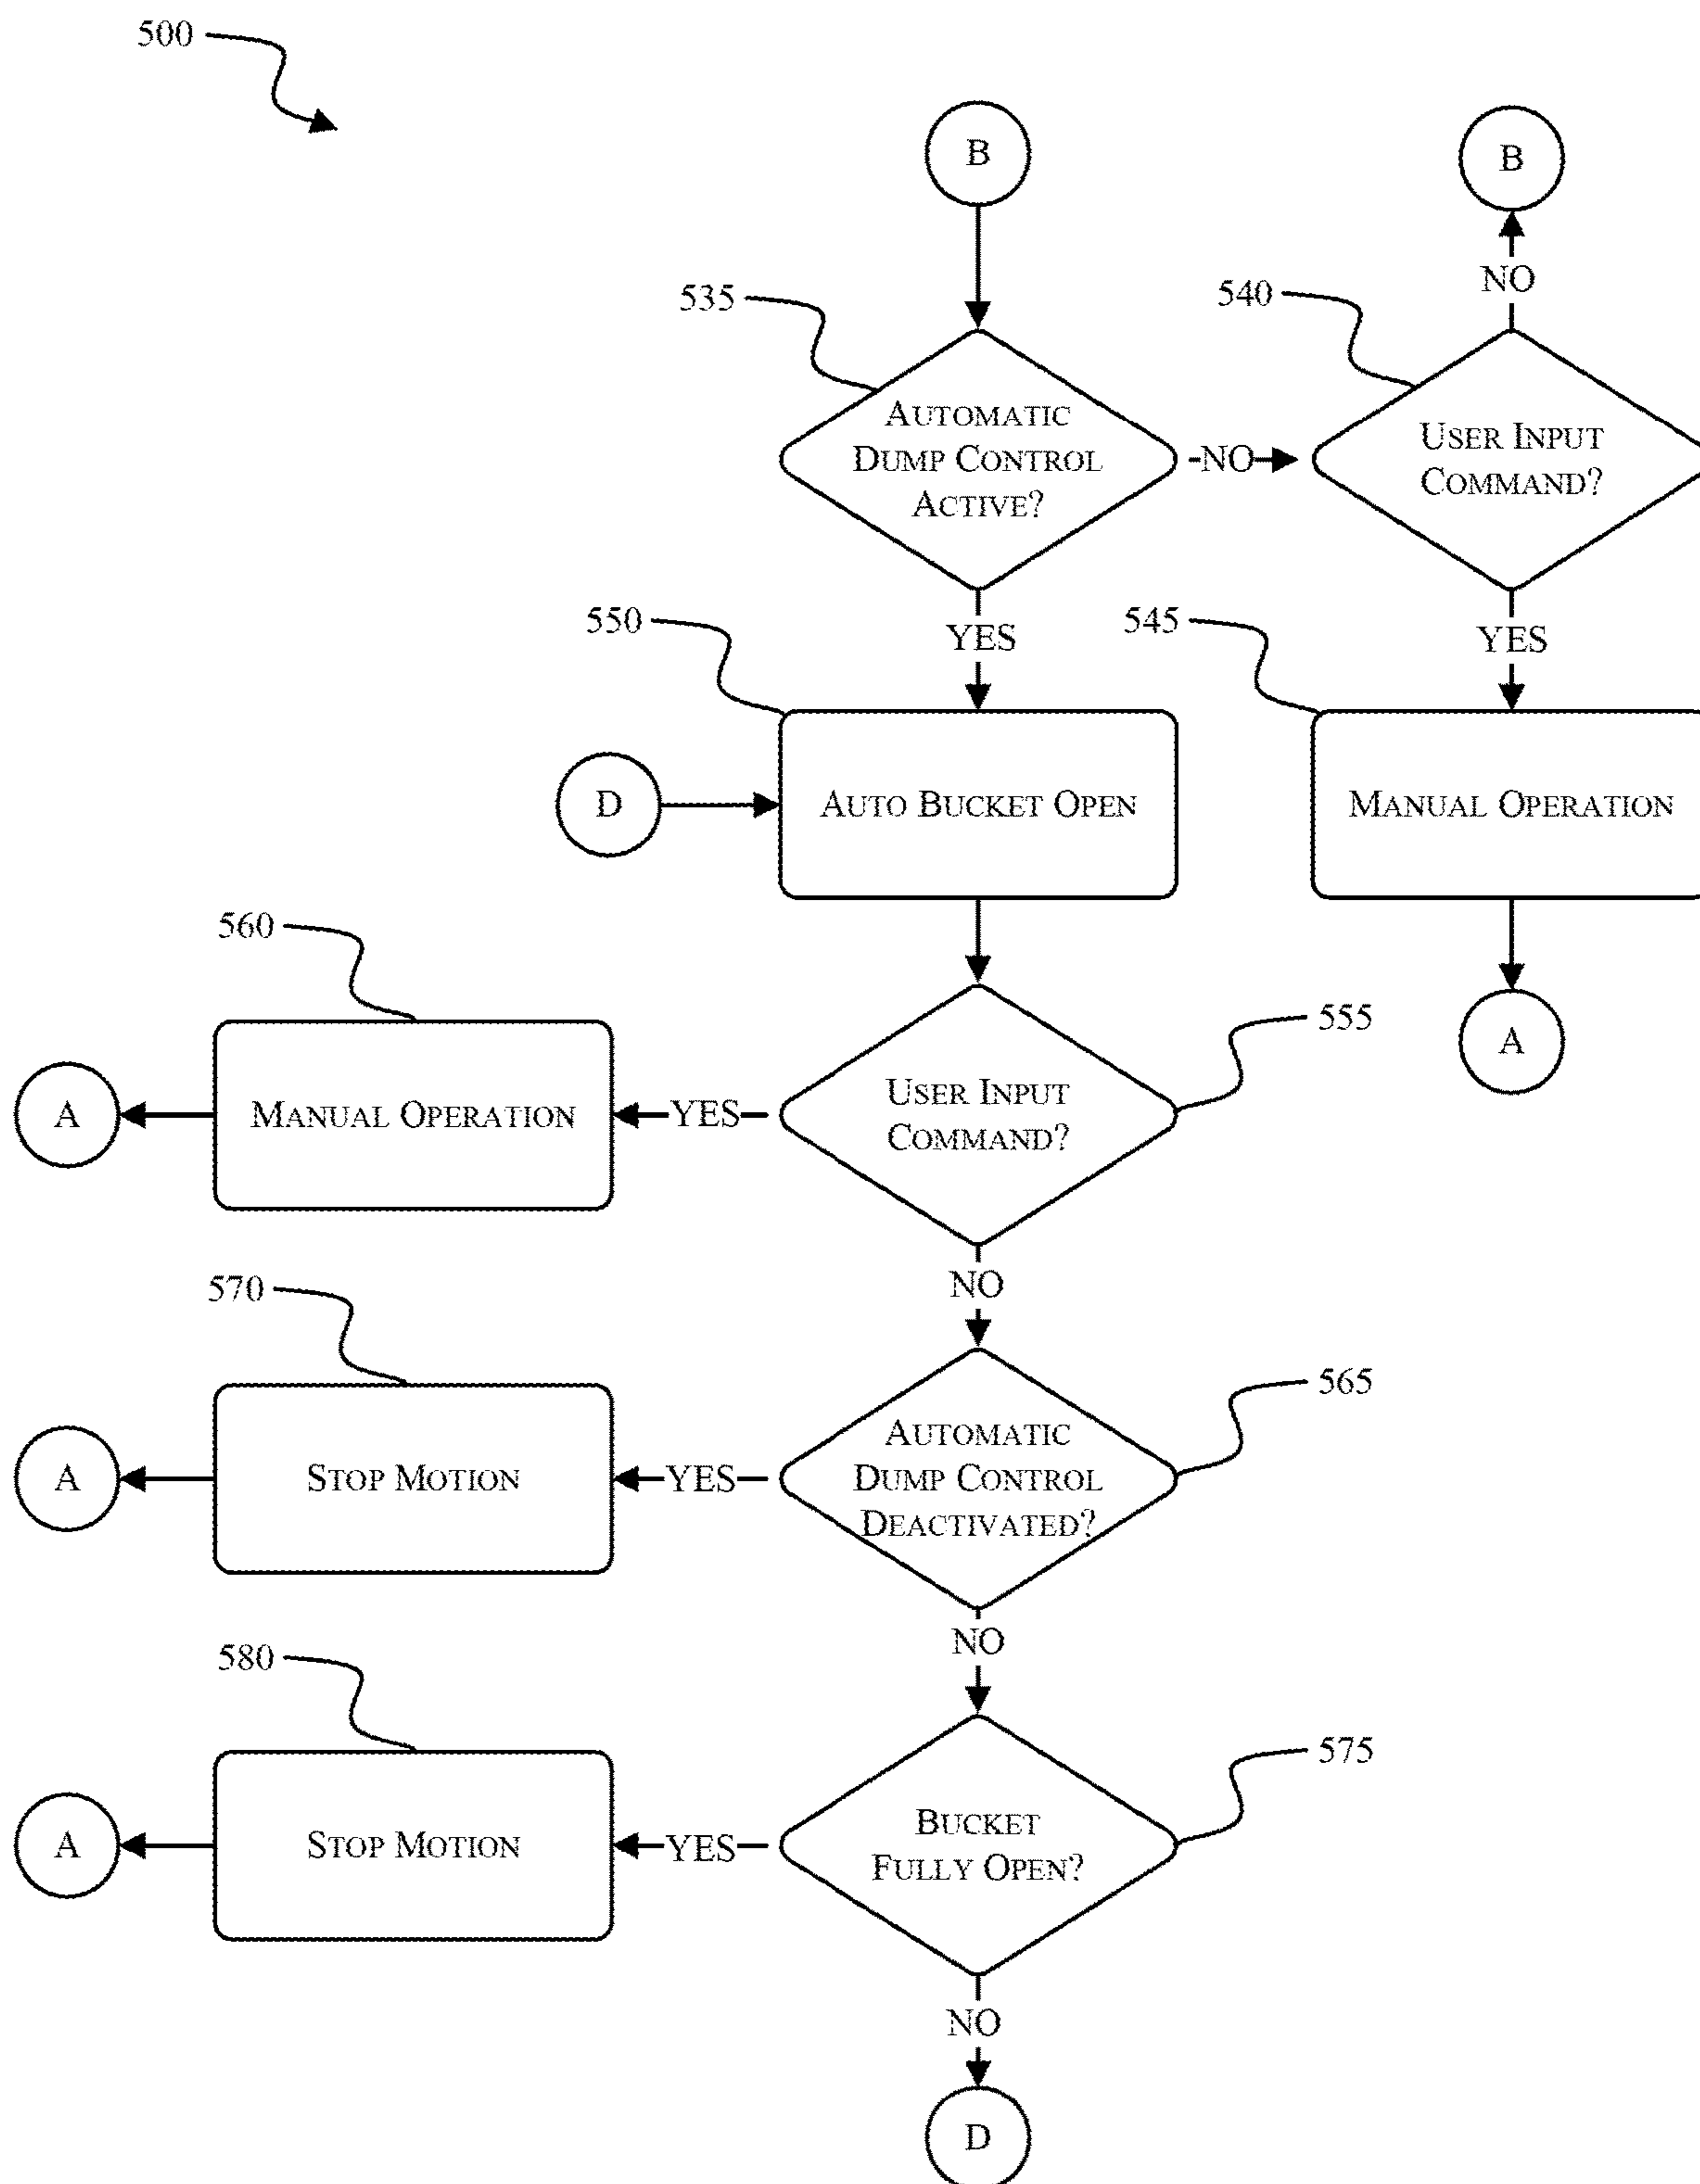 500
B
B
NO
535
540
AUTOMATIC
DUMP CONTROL
ACTIVE?
NO
USER INPUT
COMMAND?
YES
YES
550
545
D
AUTO BUCKET OPEN
MANUAL OPERATION
560
555
A
A
MANUAL OPERATION
YES
USER INPUT
COMMAND?
NO
570
565
A
STOP MOTION
YES
AUTOMATIC
DUMP CONTROL
DEACTIVATED?
NO
580
575
A
STOP MOTION
YES
BUCKET
FULLY OPEN?
NO
D